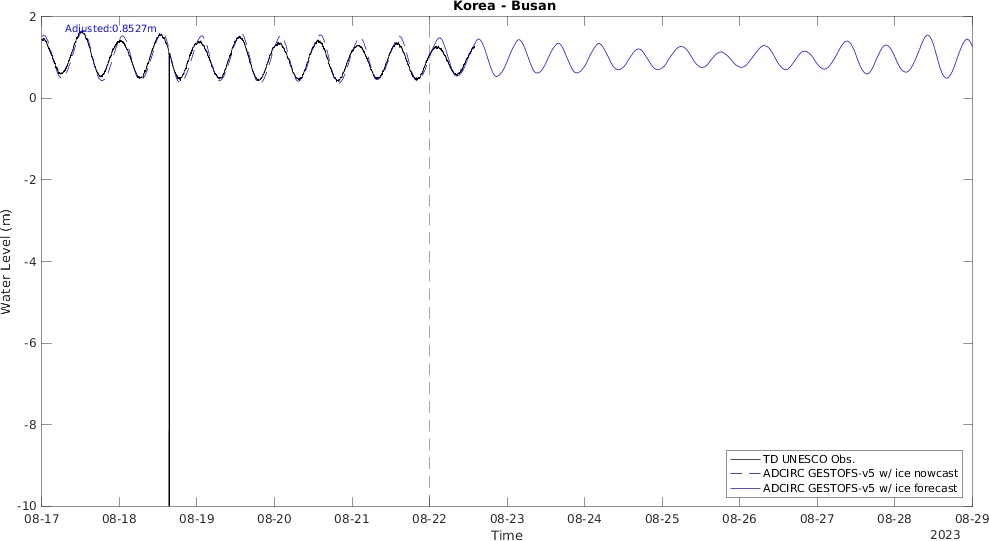 Korea - Busan
Adjusted:0.8527m
2
0
-2
-4
-6
-8
-10
Water Level (m)
08-17 08-18 08-19 08-20 08-21 08-22 08-23 08-24 08-25 08-26 08-27 08-28 08-29
Time
2023
TD UNESCO Obs.
ADCIRC GESTOFS-v5 w/ ice nowcast
ADCIRC GESTOFS-v5 w/ ice forecast